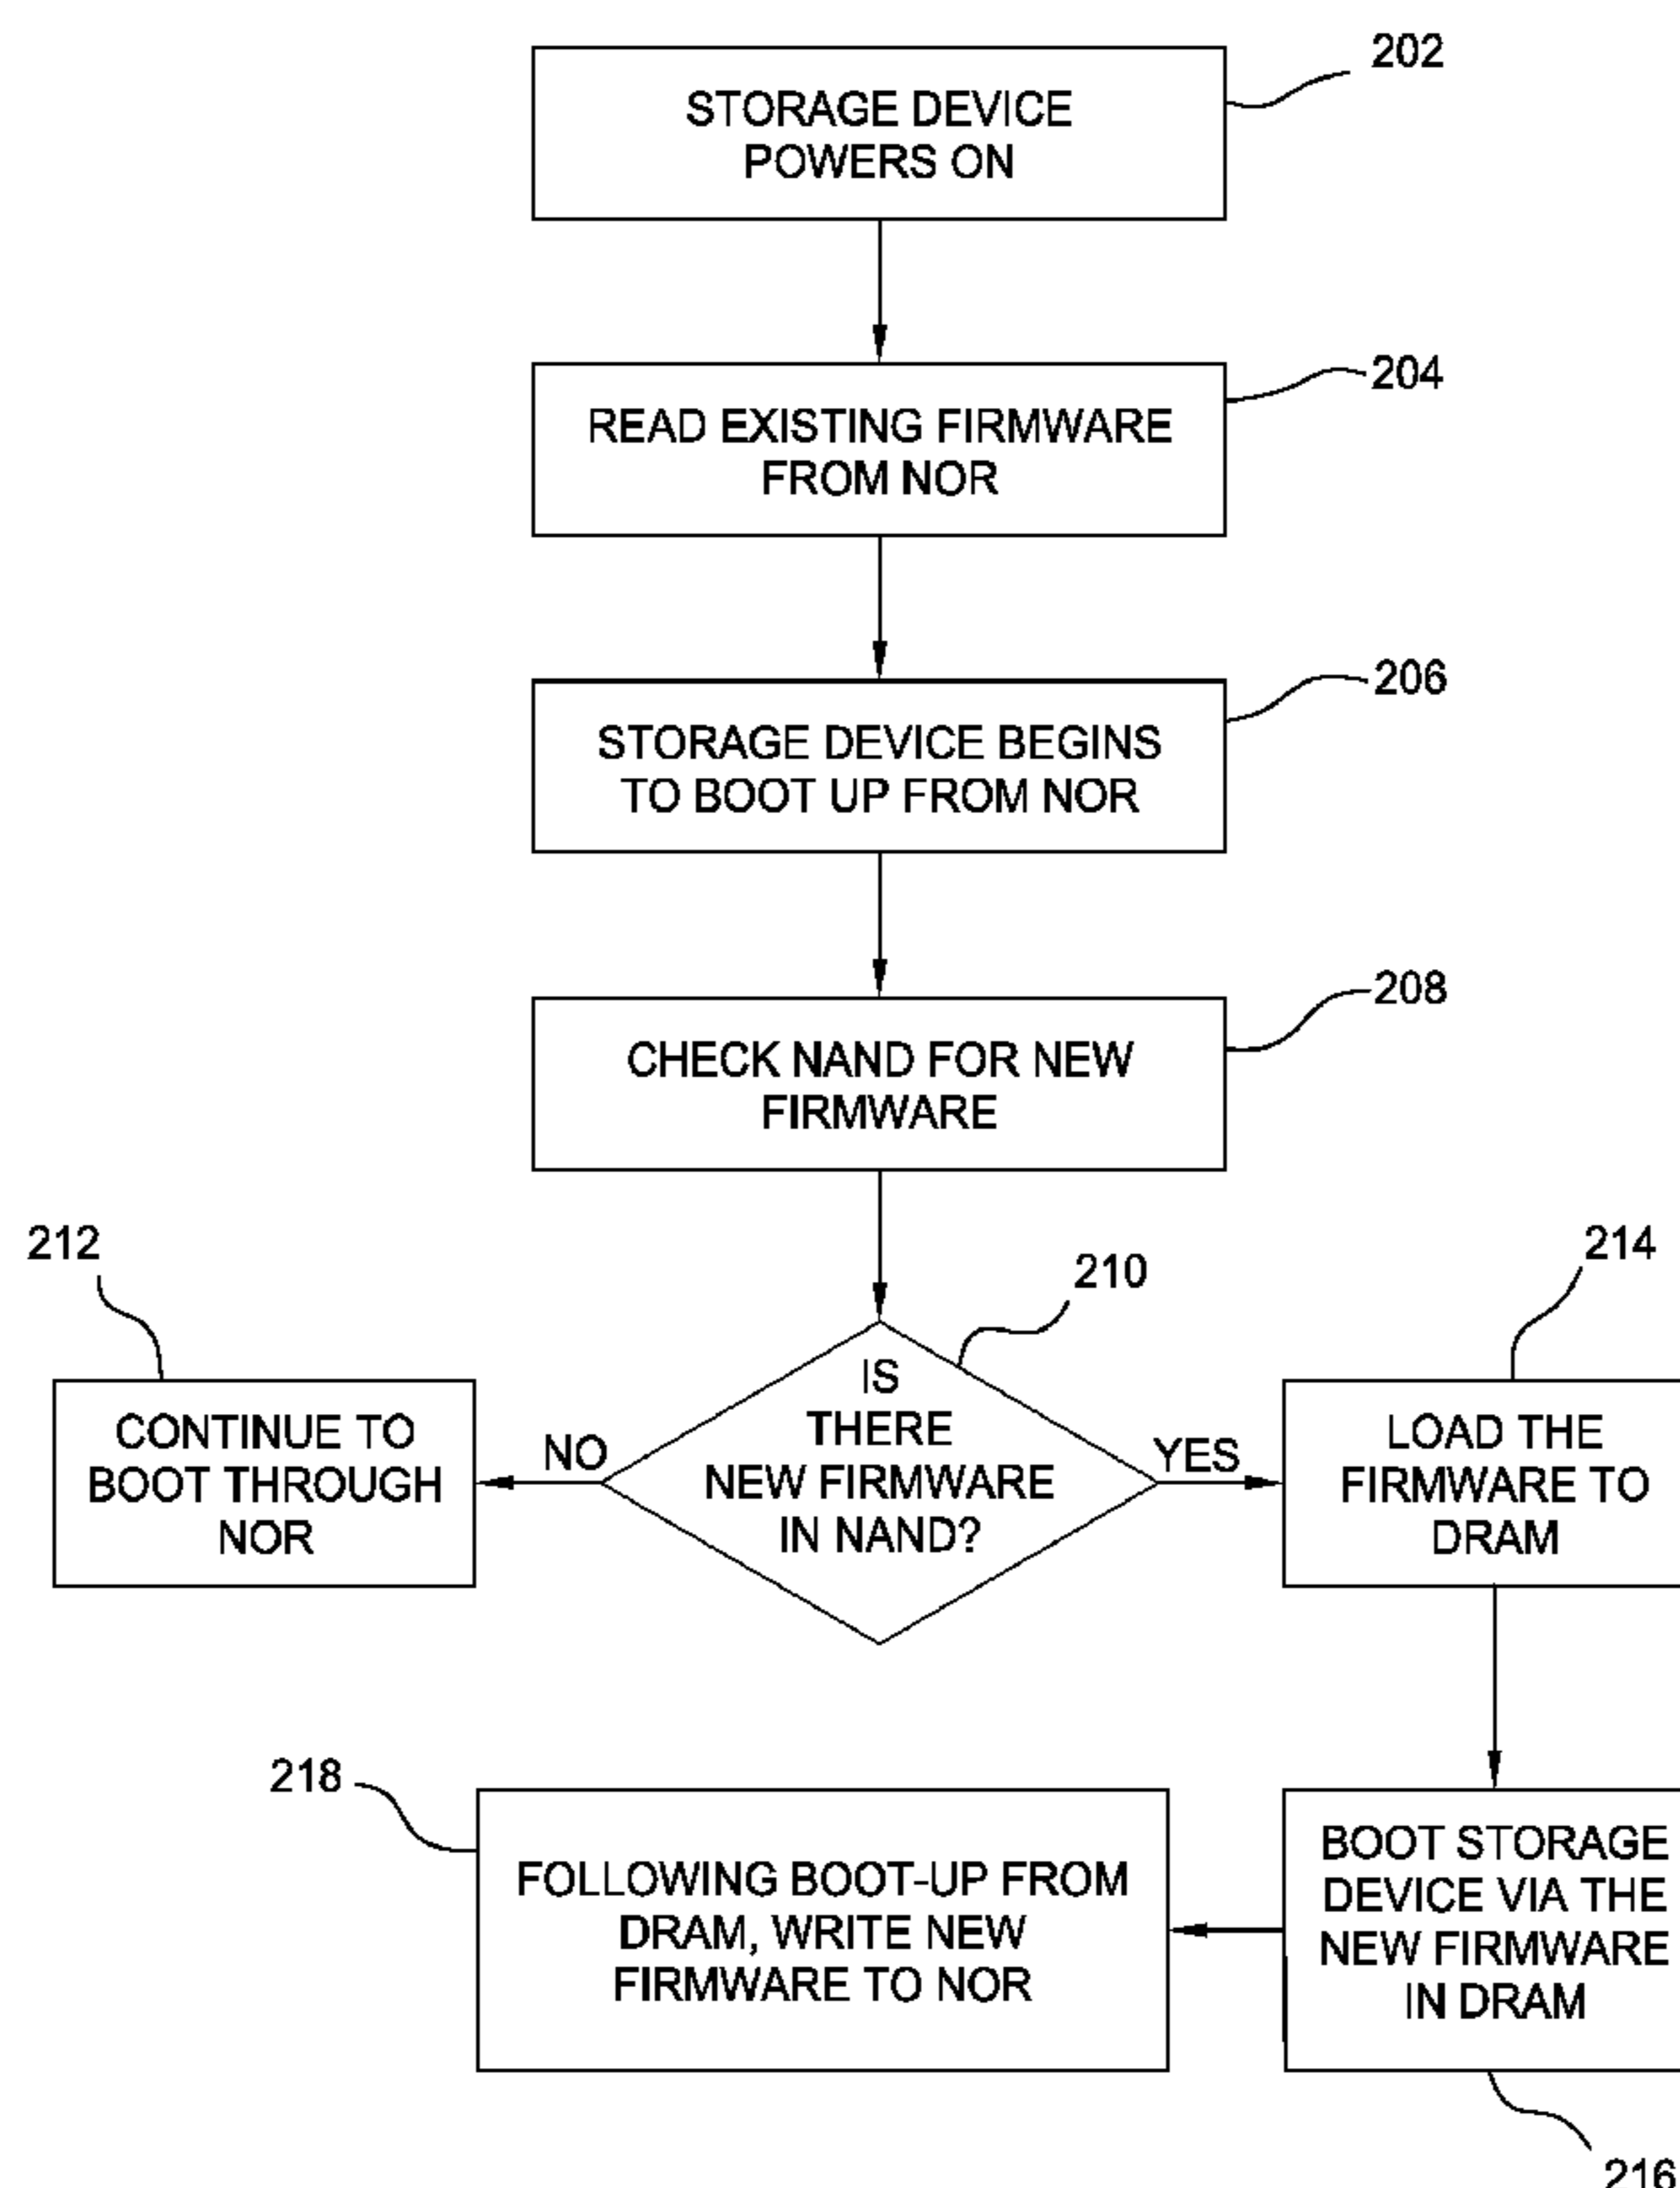 202
STORAGE DEVICE
POWERS ON
204
READ EXISTING FIRMWARE
FROM NOR
206
STORAGE DEVICE BEGINS
TO BOOT UP FROM NOR
208
CHECK NAND FOR NEW
FIRMWARE
212
210
214
CONTINUE TO
BOOT THROUGH
NOR
NO
IS
THERE
NEW FIRMWARE
IN NAND?
YES
LOAD THE
FIRMWARE TO
DRAM
218
FOLLOWING BOOT-UP FROM
DRAM, WRITE NEW
FIRMWARE TO NOR
BOOT STORAGE
DEVICE VIA THE
NEW FIRMWARE
IN DRAM
216